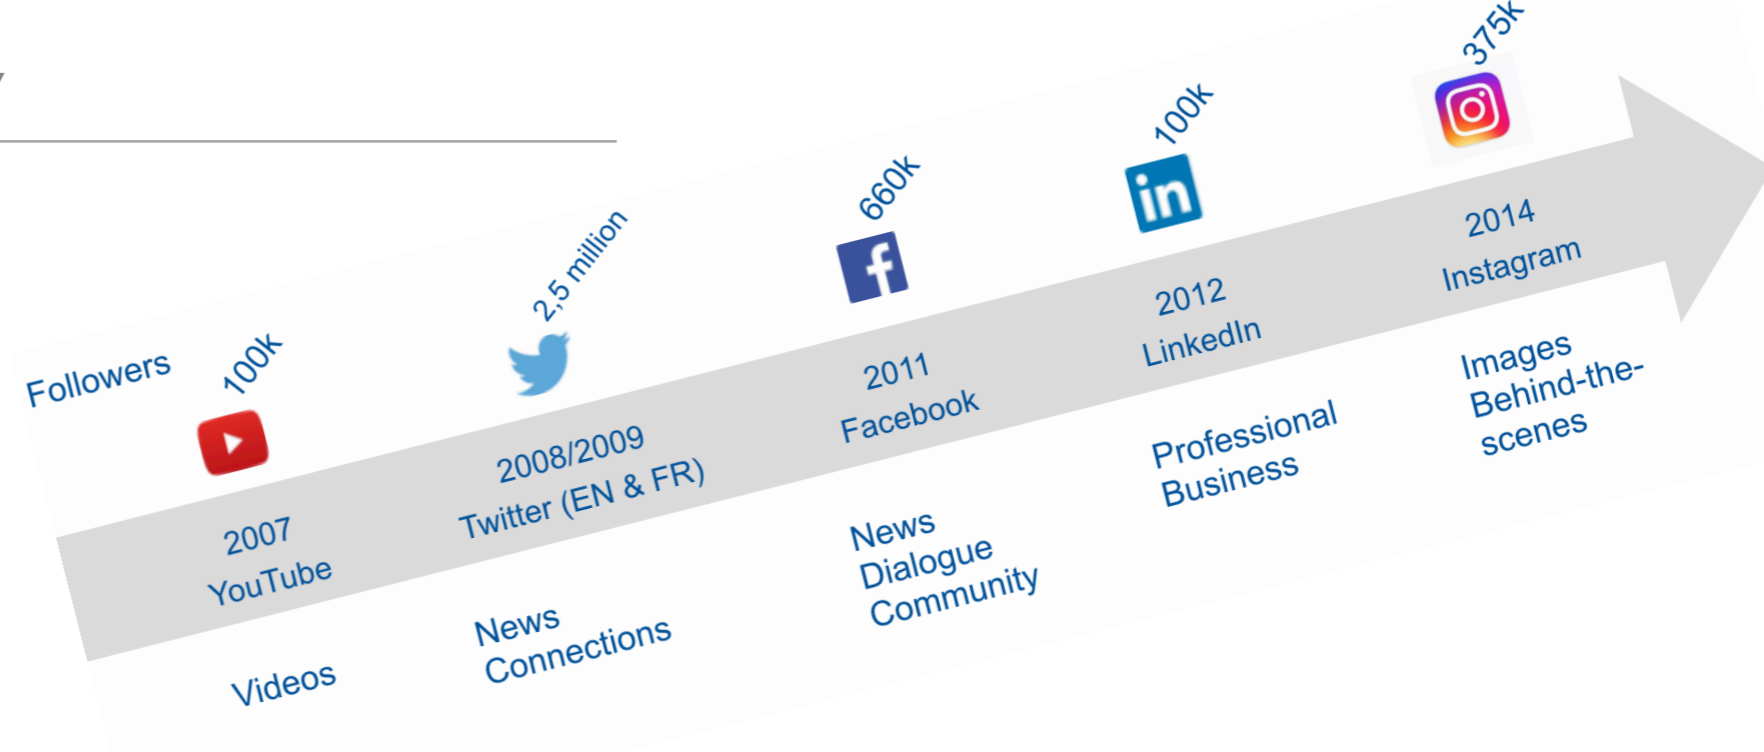 Followers
100k
2007
YouTube
Videos
2,5 million
2008/2009
Twitter (EN & FR)
News
Connections
660k
2011
Facebook
News
Dialogue
Community
100k
in
2012
LinkedIn
Professional
Business
375k
2014
Instagram
Images
Behind-the-
scenes